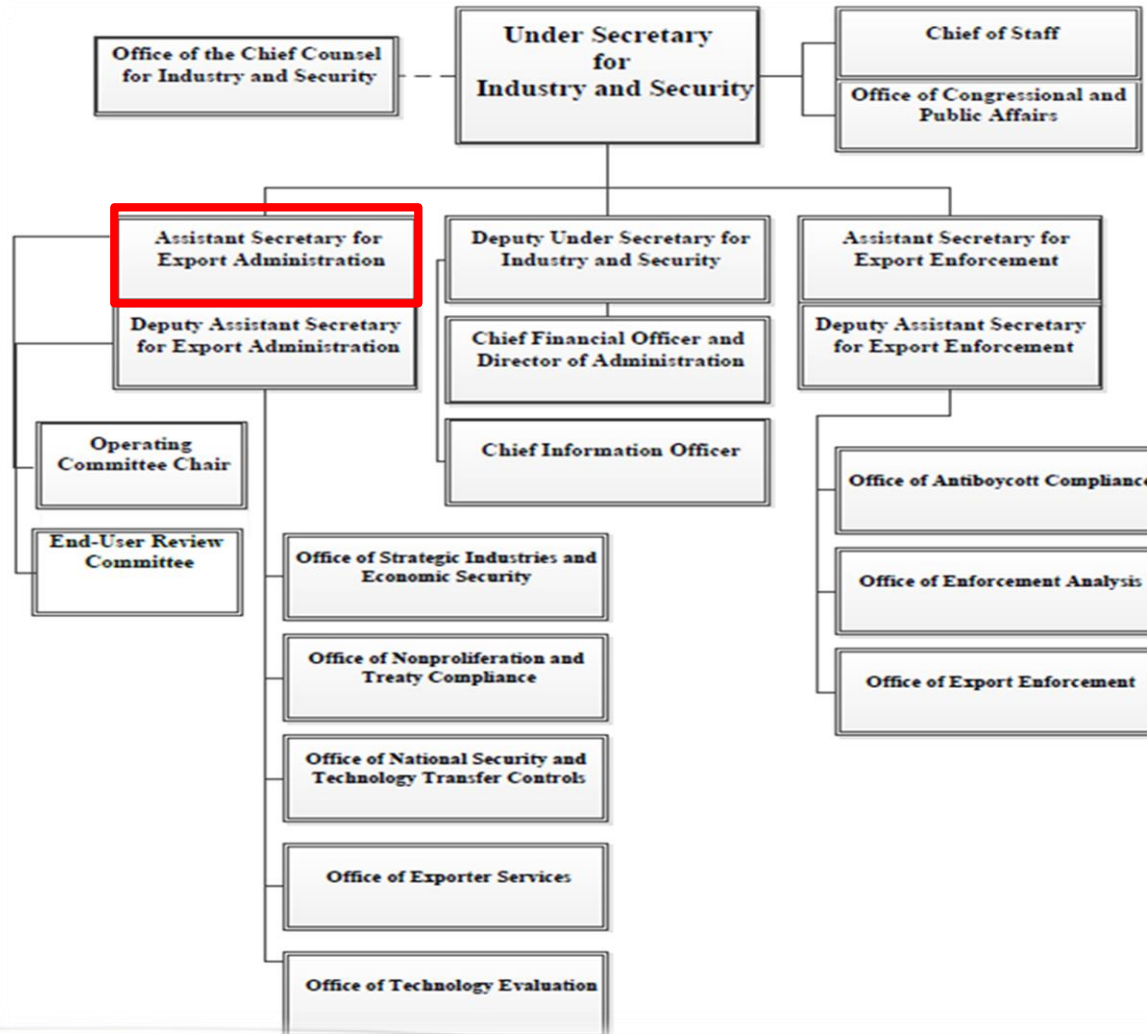 Office of the Chief Counsel
for Industry and Security
Under Secretary
for
Industry and Security
Chief of Staff
Office of Congressional and
Public Affairs
Assistant Secretary for
Export Administration
Deputy Assistant Secretary
for Export Administration
Operating
Committee Chair
End-User Review
Committee
Office of Strategic Industries and
Economic Security
Office of Nonproliferation and
Treaty Compliance
Office of National Security and
Technology Transfer Controls
Office of Exporter Services
Office of Technology Evaluation
Deputy Under Secretary for
Industry and Security
Chief Financial Officer and
Director of Administration
Chief Information Officer
Assistant Secretary for
Export Enforcement
Deputy Assistant Secretary
for Export Enforcement
Office of Antiboycott Compliance
Office of Enforcement Analysis
Office of Export Enforcement